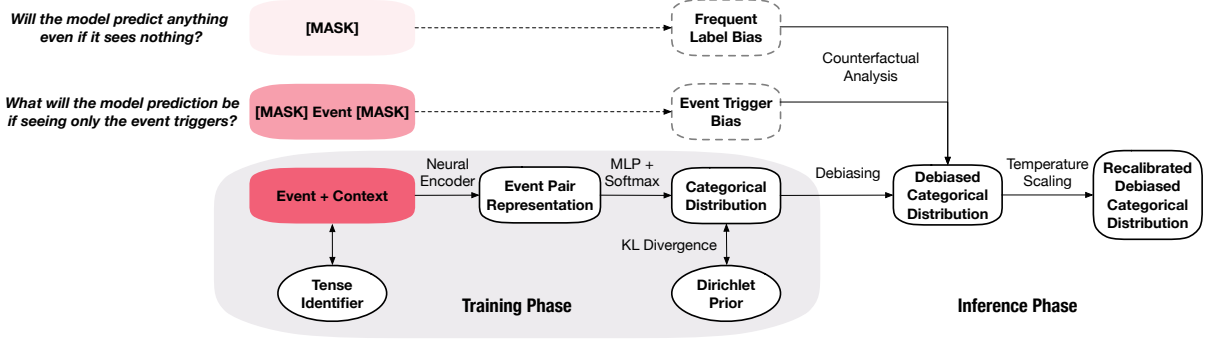 Will the model predict anything
even if it sees nothing?
[MASK]
Frequent
Label Bias
Counterfactual
Analysis
What will the model prediction be
if seeing only the event triggers?
[MASK] Event [MASK]
Event Trigger
Bias
Event + Context
Neural
Encoder
Event Pair
Representation
MLP +
Softmax
Categorical
Distribution
Debiasing
Debiased
Categorical
Distribution
Temperature
Scaling
Recalibrated
Debiased
Categorical
Distribution
KL Divergence
Tense
Identifier
Training Phase
Dirichlet
Prior
Inference Phase